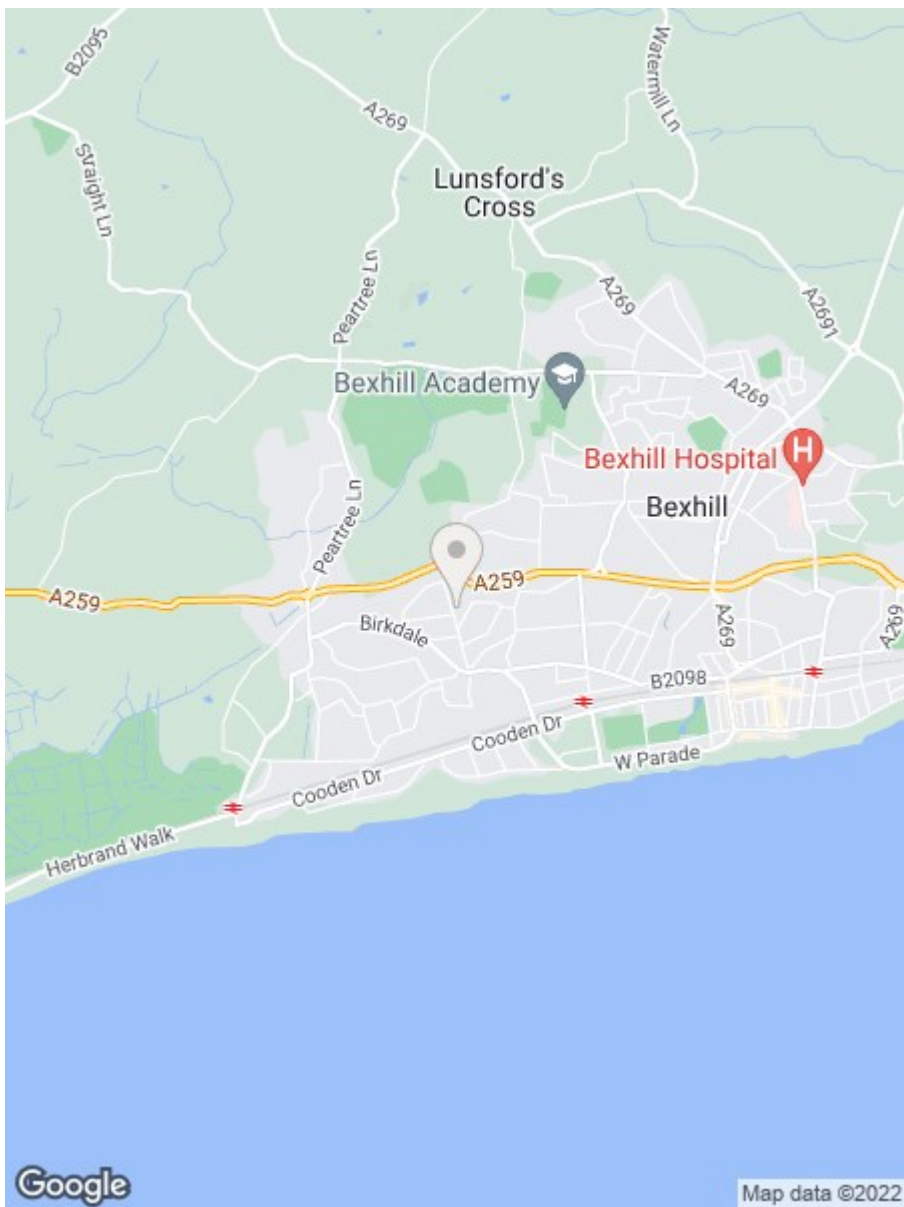 B2095
Watermill Ln
A269
Straight Ln
Lunsford's
Cross
Peartree Ln
A269
A2691
Bexhill Academy
A269
Bexhill Hospital
H
Bexhill
Peartree Ln
A259
A259
Birkdale
A269
A269
B2098
Cooden Dr
W Parade
Cooden Dr
Herbrand Walk
Google
Map data ©2022